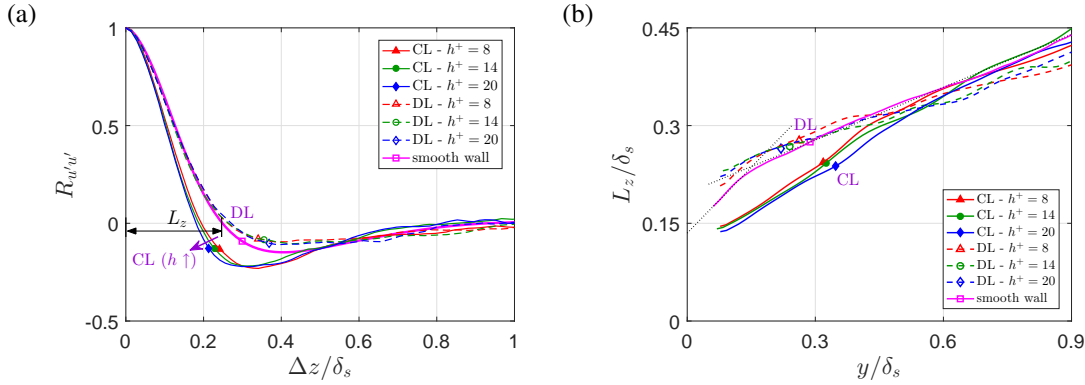 (a)
1
0.5
0
-0.5
R_{u'u'}
0
0.2
0.4
0.6
0.8
1
Δz/δ_s
L_z
DL
CL (h ↑)
CL - h^+ = 8
CL - h^+ = 14
CL - h^+ = 20
DL - h^+ = 8
DL - h^+ = 14
DL - h^+ = 20
smooth wall
(b)
0.45
0.3
0.15
0
L_z/δ_s
0
0.3
0.6
0.9
y/δ_s
DL
CL
CL - h^+ = 8
CL - h^+ = 14
CL - h^+ = 20
DL - h^+ = 8
DL - h^+ = 14
DL - h^+ = 20
smooth wall